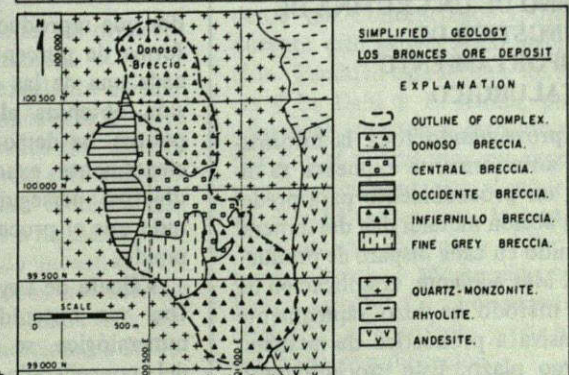 N
100 000
Donoso
Breccia
100.500
100.000
99.500 N
SCALE
0 500 m
99 000 N
SIMPLIFIED GEOLOGY
LOS BRONCES ORE DEPOSIT
EXPLANATION
OUTLINE OF COMPLEX.
DONOSO BRECCIA.
CENTRAL BRECCIA.
OCCIDENTE BRECCIA.
INFIERNILLO BRECCIA.
FINE GREY BRECCIA.
QUARTZ-MONZONITE.
RHYOLITE.
ANDESITE.